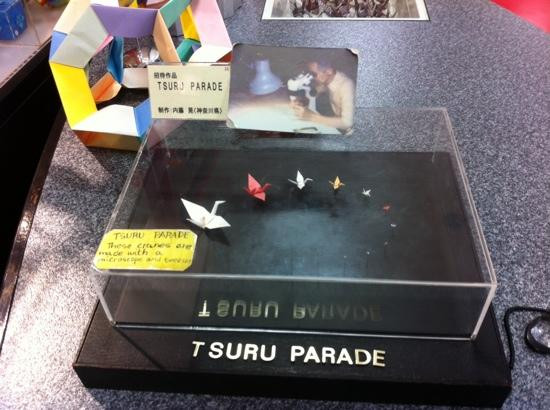 招待作品
TSURU PARADE
制作:内藤 晃(神奈川県)
TSURU PARADE
These cranes are
made with a
microscope and tweezers
TSURU PARADE